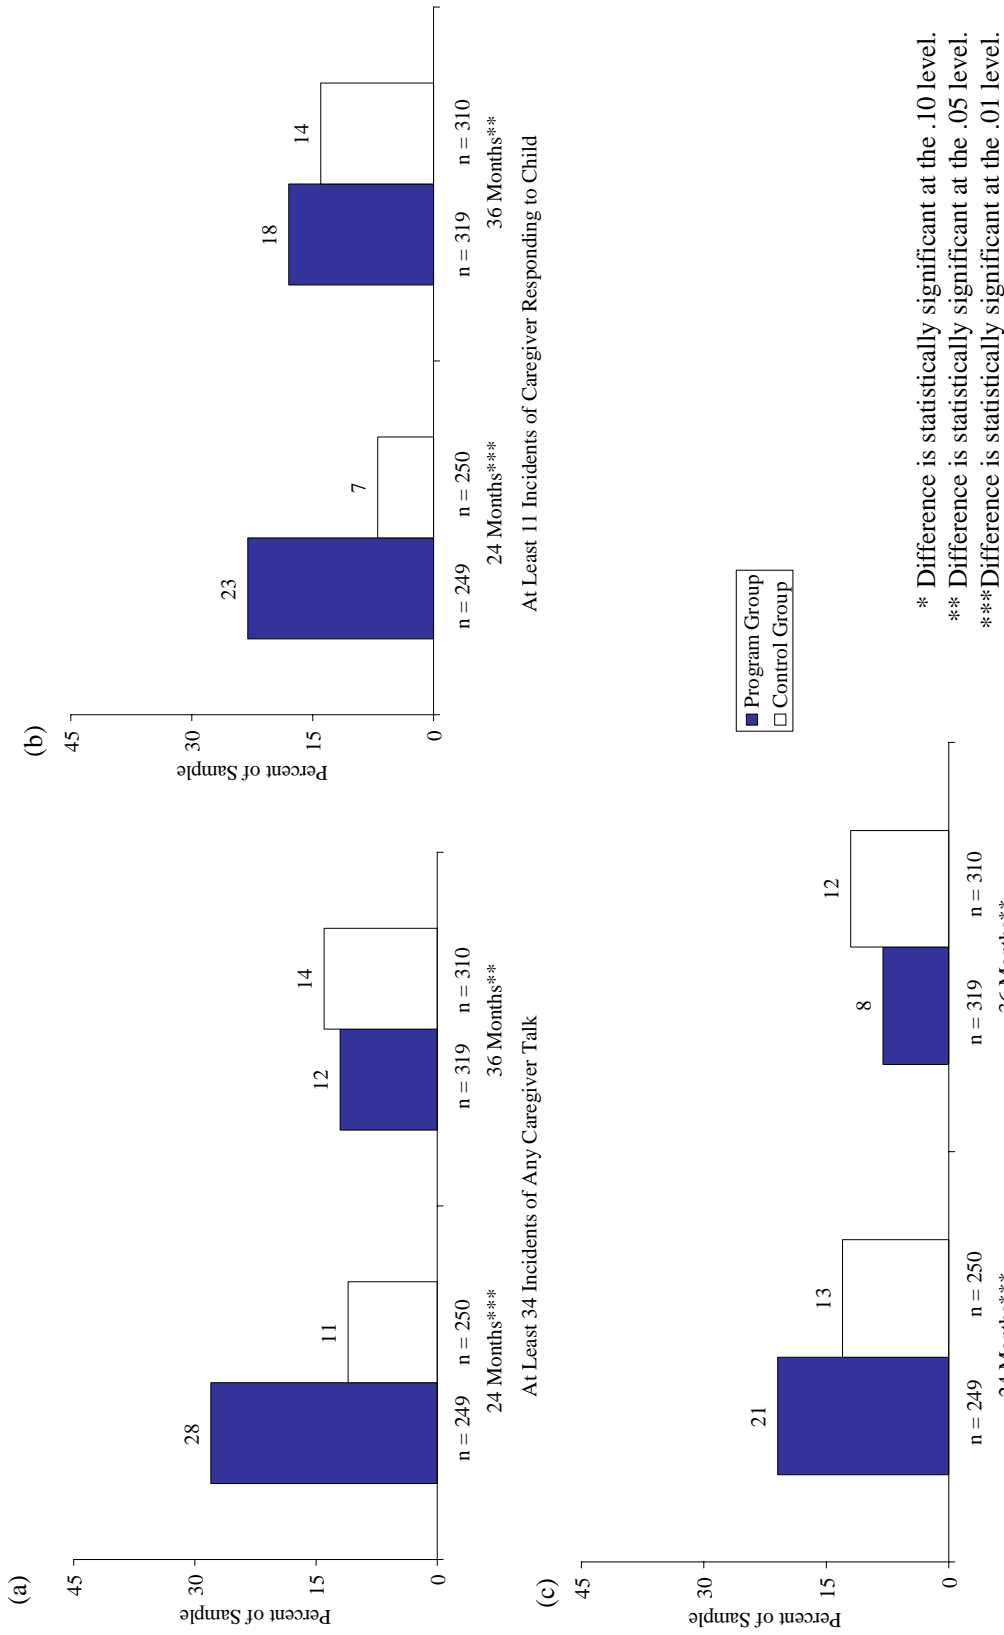 (a)
45
30
15
0
Percent of Sample
28
11
12
14
n = 249 n = 250 n = 319 n = 310
24 Months*** 36 Months**
At Least 34 Incidents of Any Caregiver Talk
(b)
45
30
15
0
Percent of Sample
23
7
18
14
n = 249 n = 250 n = 319 n = 310
24 Months*** 36 Months**
At Least 11 Incidents of Caregiver Responding to Child
(c)
45
30
15
0
Percent of Sample
21
13
8
12
n = 249 n = 250 n = 319 n = 310
24 Months*** 36 Months**
Program Group
Control Group
* Difference is statistically significant at the .10 level.
** Difference is statistically significant at the .05 level.
***Difference is statistically significant at the .01 level.